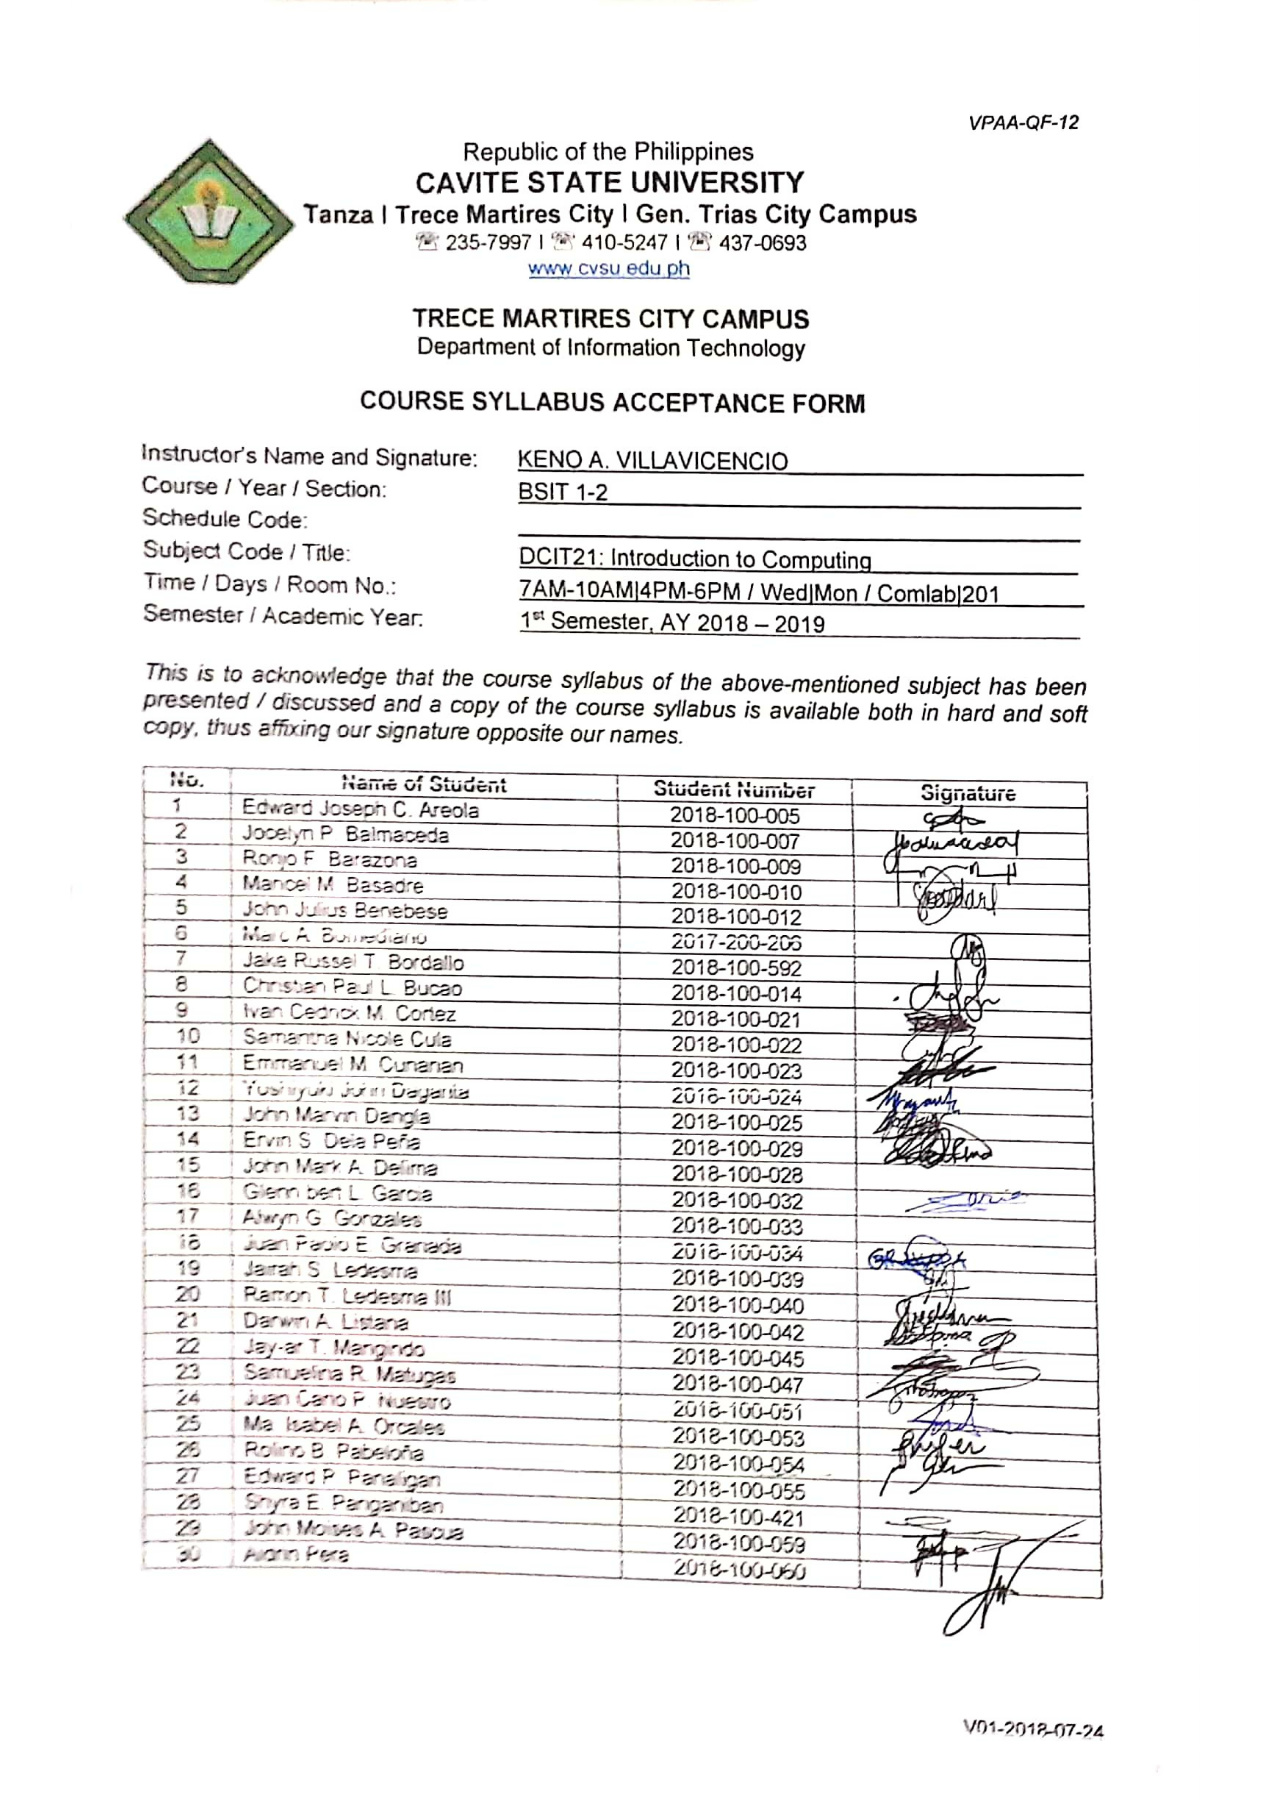 VPAA-QF-12
Republic of the Philippines
CAVITE STATE UNIVERSITY
Tanza | Trece Martires City | Gen. Trias City Campus
☏ 235-7997 | ☏ 410-5247 | ☏ 437-0693
www.cvsu.edu.ph
TRECE MARTIRES CITY CAMPUS
Department of Information Technology
COURSE SYLLABUS ACCEPTANCE FORM
Instructor's Name and Signature: KENO A. VILLAVICENCIO
Course / Year / Section: BSIT 1-2
Schedule Code:
Subject Code / Title: DCIT21: Introduction to Computing
Time / Days / Room No.: 7AM-10AM|4PM-6PM / Wed|Mon / Comlab|201
Semester / Academic Year: 1st Semester, AY 2018 – 2019
This is to acknowledge that the course syllabus of the above-mentioned subject has been
presented / discussed and a copy of the course syllabus is available both in hard and soft
copy, thus affixing our signature opposite our names.
No. Name of Student Student Number Signature
1 Edward Joseph C. Areola 2018-100-005
2 Jocelyn P. Balmaceda 2018-100-007
3 Ronjo F. Barazona 2018-100-009
4 Mancel M. Basadre 2018-100-010
5 John Julius Benebese 2018-100-012
6 Marc A. 2017-200-206
7 Jake Russel T. Bordallo 2018-100-592
8 Christian Paul L. Bucao 2018-100-014
9 Ivan Cedrick M. Cortez 2018-100-021
10 Samantha Nicole Cula 2018-100-022
11 Emmanuel M. Cunanan 2018-100-023
12 Yoshiyuki John Dayanta 2018-100-024
13 John Marvin Dangla 2018-100-025
14 Ervin S. Dela Peña 2018-100-029
15 John Mark A. Delima 2018-100-028
16 Glenn bert L. Garcia 2018-100-032
17 Alwyn G. Gonzales 2018-100-033
18 Juan Paolo E. Granada 2018-100-034
19 Jairah S. Ledesma 2018-100-039
20 Ramon T. Ledesma III 2018-100-040
21 Darwin A. Listana 2018-100-042
22 Jay-ar T. Mangindo 2018-100-045
23 Samuelina R. Matugas 2018-100-047
24 Juan Carlo P. Nuestro 2018-100-051
25 Ma. Isabel A. Orcales 2018-100-053
26 Rolino B. Pabeloña 2018-100-054
27 Edward P. Panaligan 2018-100-055
28 Shyra E. Panganiban 2018-100-421
29 John Moises A. Pascua 2018-100-059
30 Aldrin Pera 2018-100-060
V01-2018-07-24